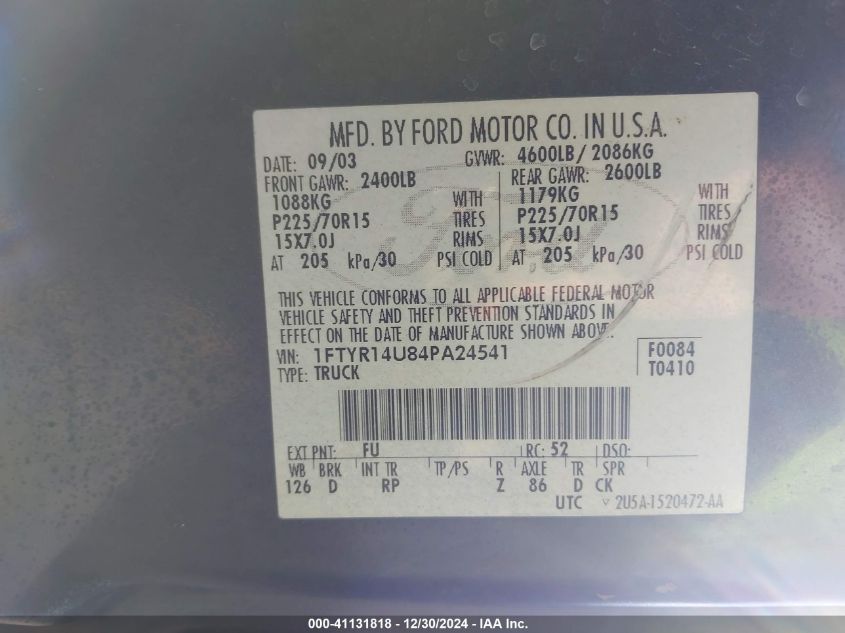 MFD. BY FORD MOTOR CO. IN U.S.A.
DATE: 09/03 GVWR: 4600LB/ 2086KG
FRONT GAWR: 2400LB REAR GAWR: 2600LB
1088KG WITH 1179KG WITH
P225/70R15 TIRES P225/70R15 TIRES
15X7.0J RIMS 15X7.0J RIMS
AT 205 kPa/30 PSI COLD AT 205 kPa/30 PSI COLD
Ford
THIS VEHICLE CONFORMS TO ALL APPLICABLE FEDERAL MOTOR
VEHICLE SAFETY AND THEFT PREVENTION STANDARDS IN
EFFECT ON THE DATE OF MANUFACTURE SHOWN ABOVE.
VIN: 1FTYR14U84PA24541 F0084
TYPE: TRUCK T0410
EXT PNT: FU RC: 52 DSO:
WB BRK INT TR TP/PS R AXLE TR SPR
126 D RP Z 86 D CK
UTC 2U5A-1520472-AA
000-41131818 - 12/30/2024 - IAA Inc.